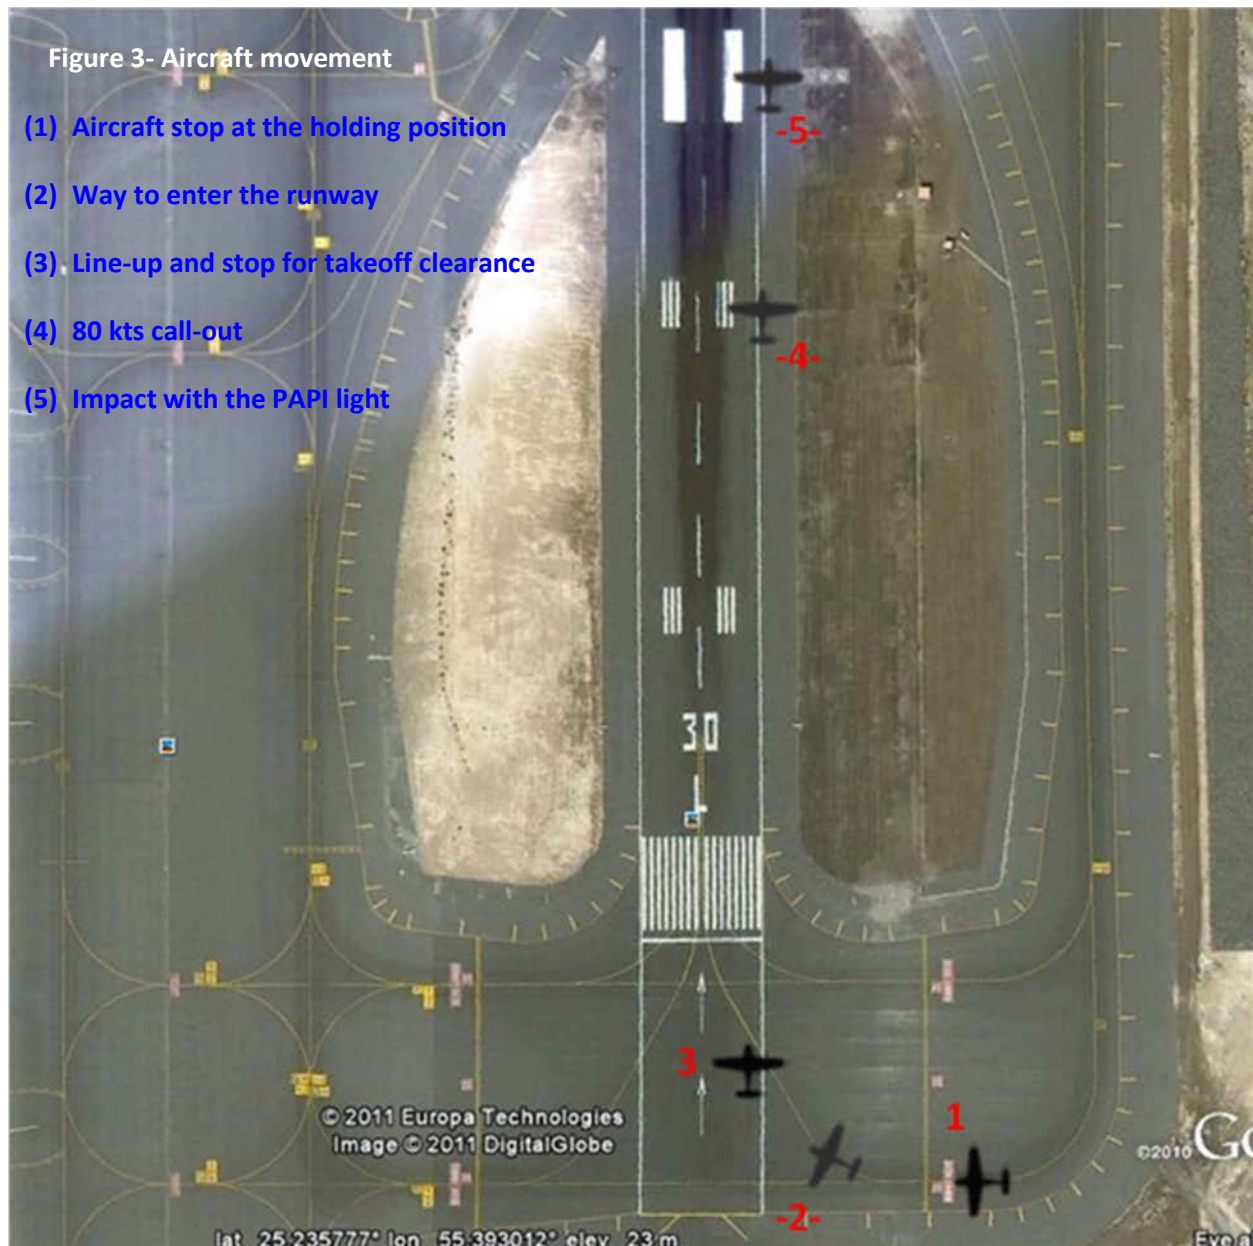 Figure 3- Aircraft movement
(1) Aircraft stop at the holding position
(2) Way to enter the runway
(3) Line-up and stop for takeoff clearance
(4) 80 kts call-out
(5) Impact with the PAPI light
-5-
-4-
30
L
3
1
-2-
© 2011 Europa Technologies
Image © 2011 DigitalGlobe
©2010 Go
lat 25.235777° lon 55.393012° elev 23 m
Eye a